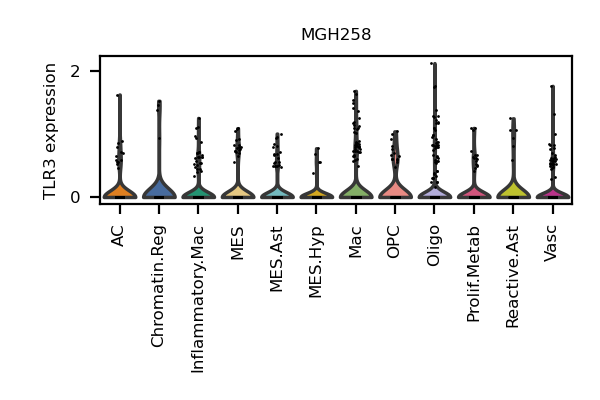 MGH258
TLR3 expression
2
0
AC
Chromatin.Reg
Inflammatory.Mac
MES
MES.Ast
MES.Hyp
Mac
OPC
Oligo
Prolif.Metab
Reactive.Ast
Vasc